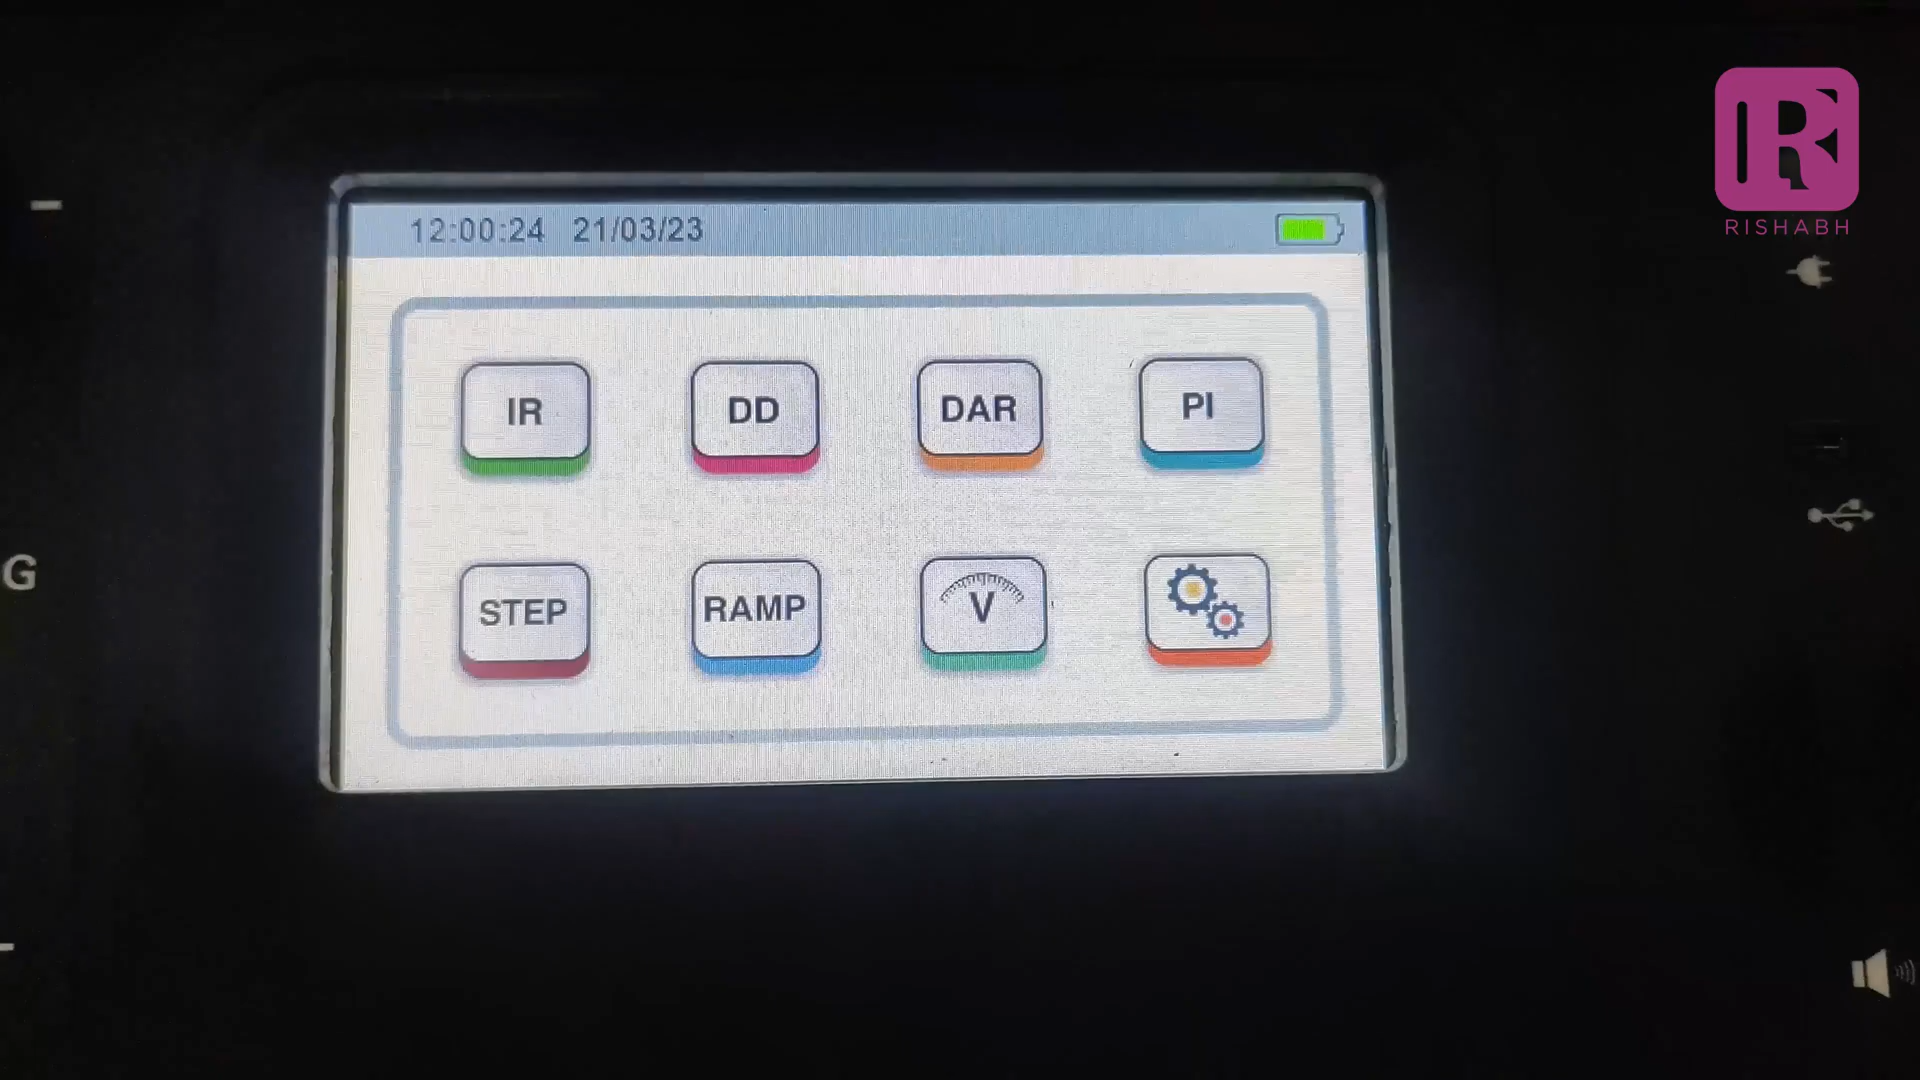 RISHABH
12:00:24 21/03/23
IR DD DAR PI
STEP RAMP V
G